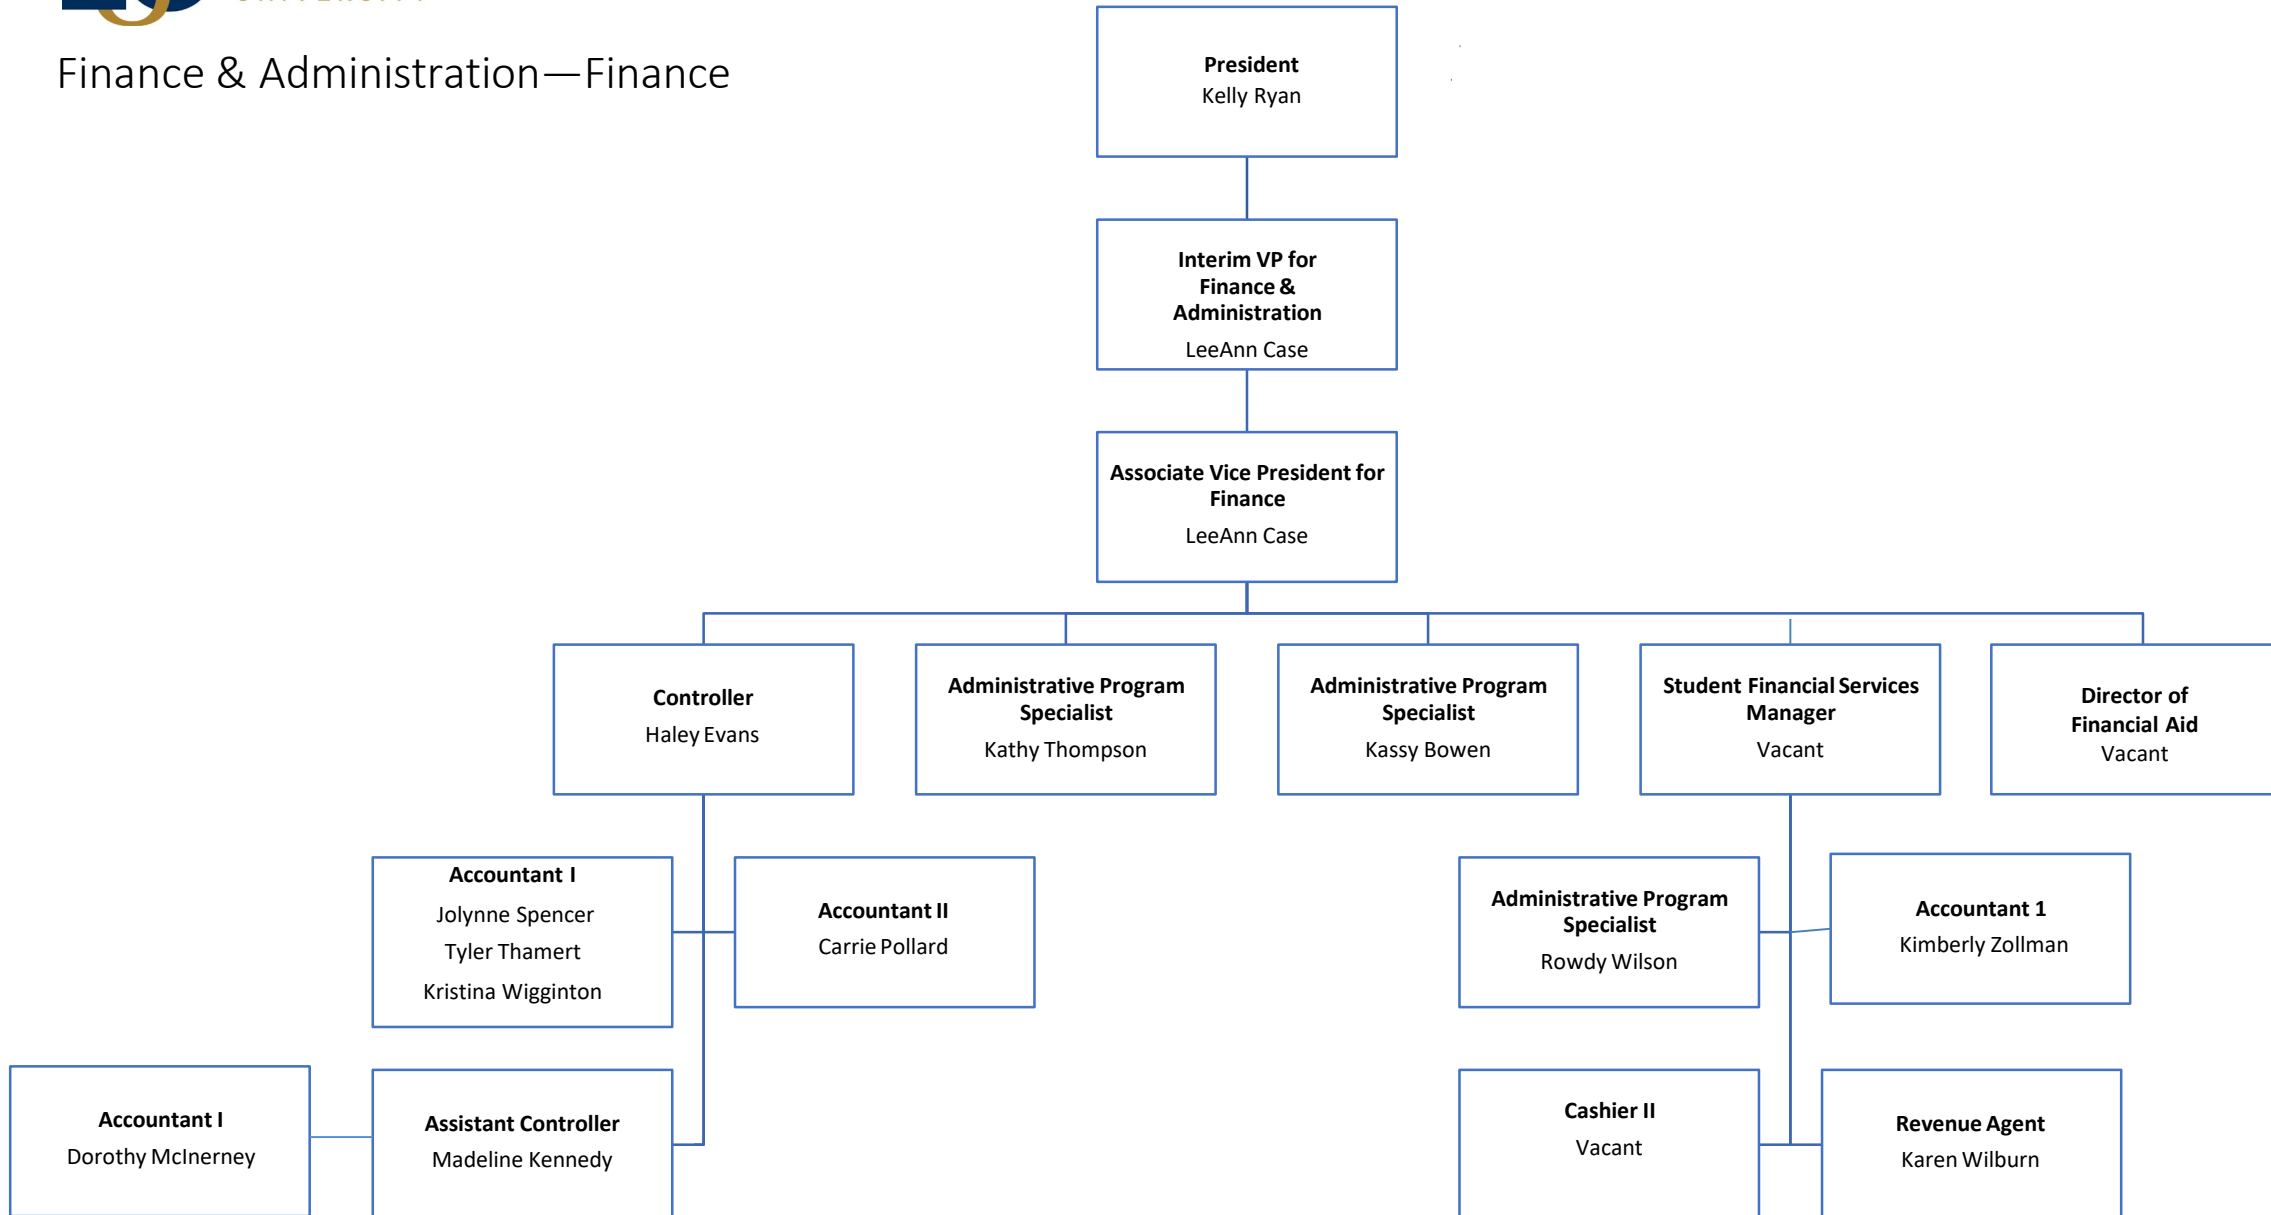 Finance & Administration—Finance
President
Kelly Ryan
Interim VP for
Finance &
Administration
LeeAnn Case
Associate Vice President for
Finance
LeeAnn Case
Controller
Haley Evans
Administrative Program
Specialist
Kathy Thompson
Administrative Program
Specialist
Kassy Bowen
Student Financial Services
Manager
Vacant
Director of
Financial Aid
Vacant
Accountant I
Jolynne Spencer
Tyler Thamert
Kristina Wigginton
Accountant II
Carrie Pollard
Administrative Program
Specialist
Rowdy Wilson
Accountant 1
Kimberly Zollman
Accountant I
Dorothy McInerney
Assistant Controller
Madeline Kennedy
Cashier II
Vacant
Revenue Agent
Karen Wilburn